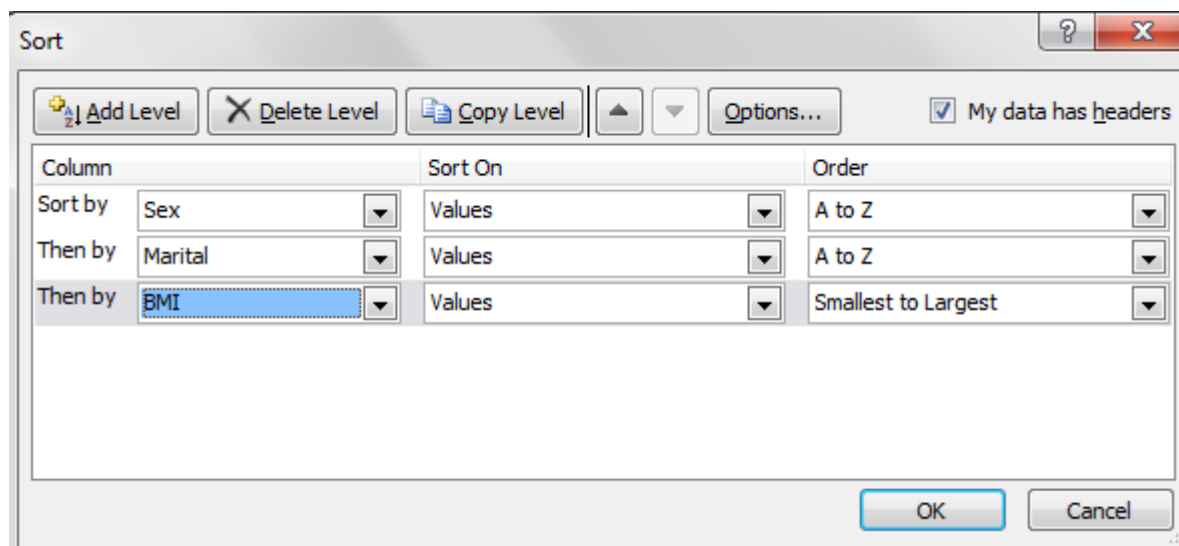 Sort
Add Level Delete Level Copy Level Options... My data has headers
Column Sort On Order
Sort by Sex Values A to Z
Then by Marital Values A to Z
Then by BMI Values Smallest to Largest
OK Cancel